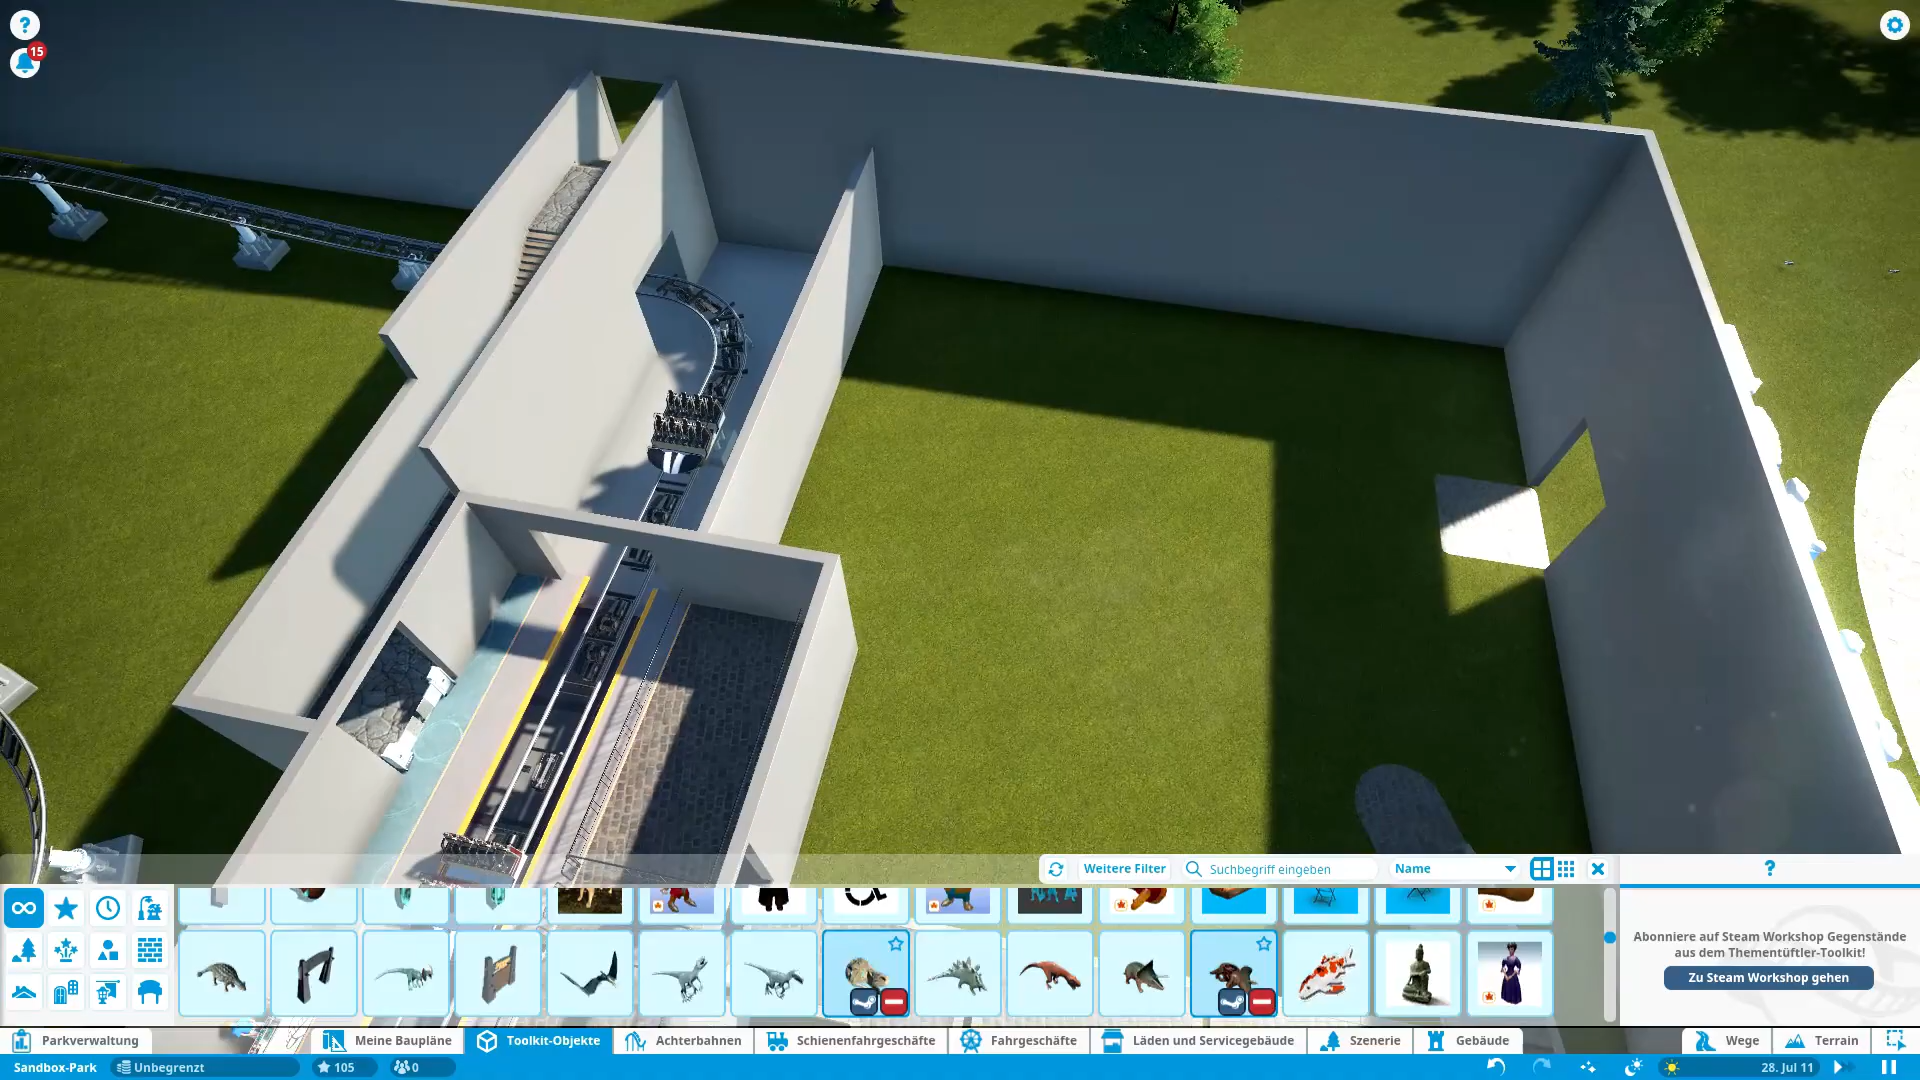 ?
15
Weitere Filter
Suchbegriff eingeben
Name
?
Abonniere auf Steam Workshop Gegenstände
aus dem Thementüftler-Toolkit!
Zu Steam Workshop gehen
Parkverwaltung
Meine Baupläne
Toolkit-Objekte
Achterbahnen
Schienenfahrgeschäfte
Fahrgeschäfte
Läden und Servicegebäude
Szenerie
Gebäude
Wege
Terrain
Sandbox-Park
Unbegrenzt
105
0
28. Jul 11